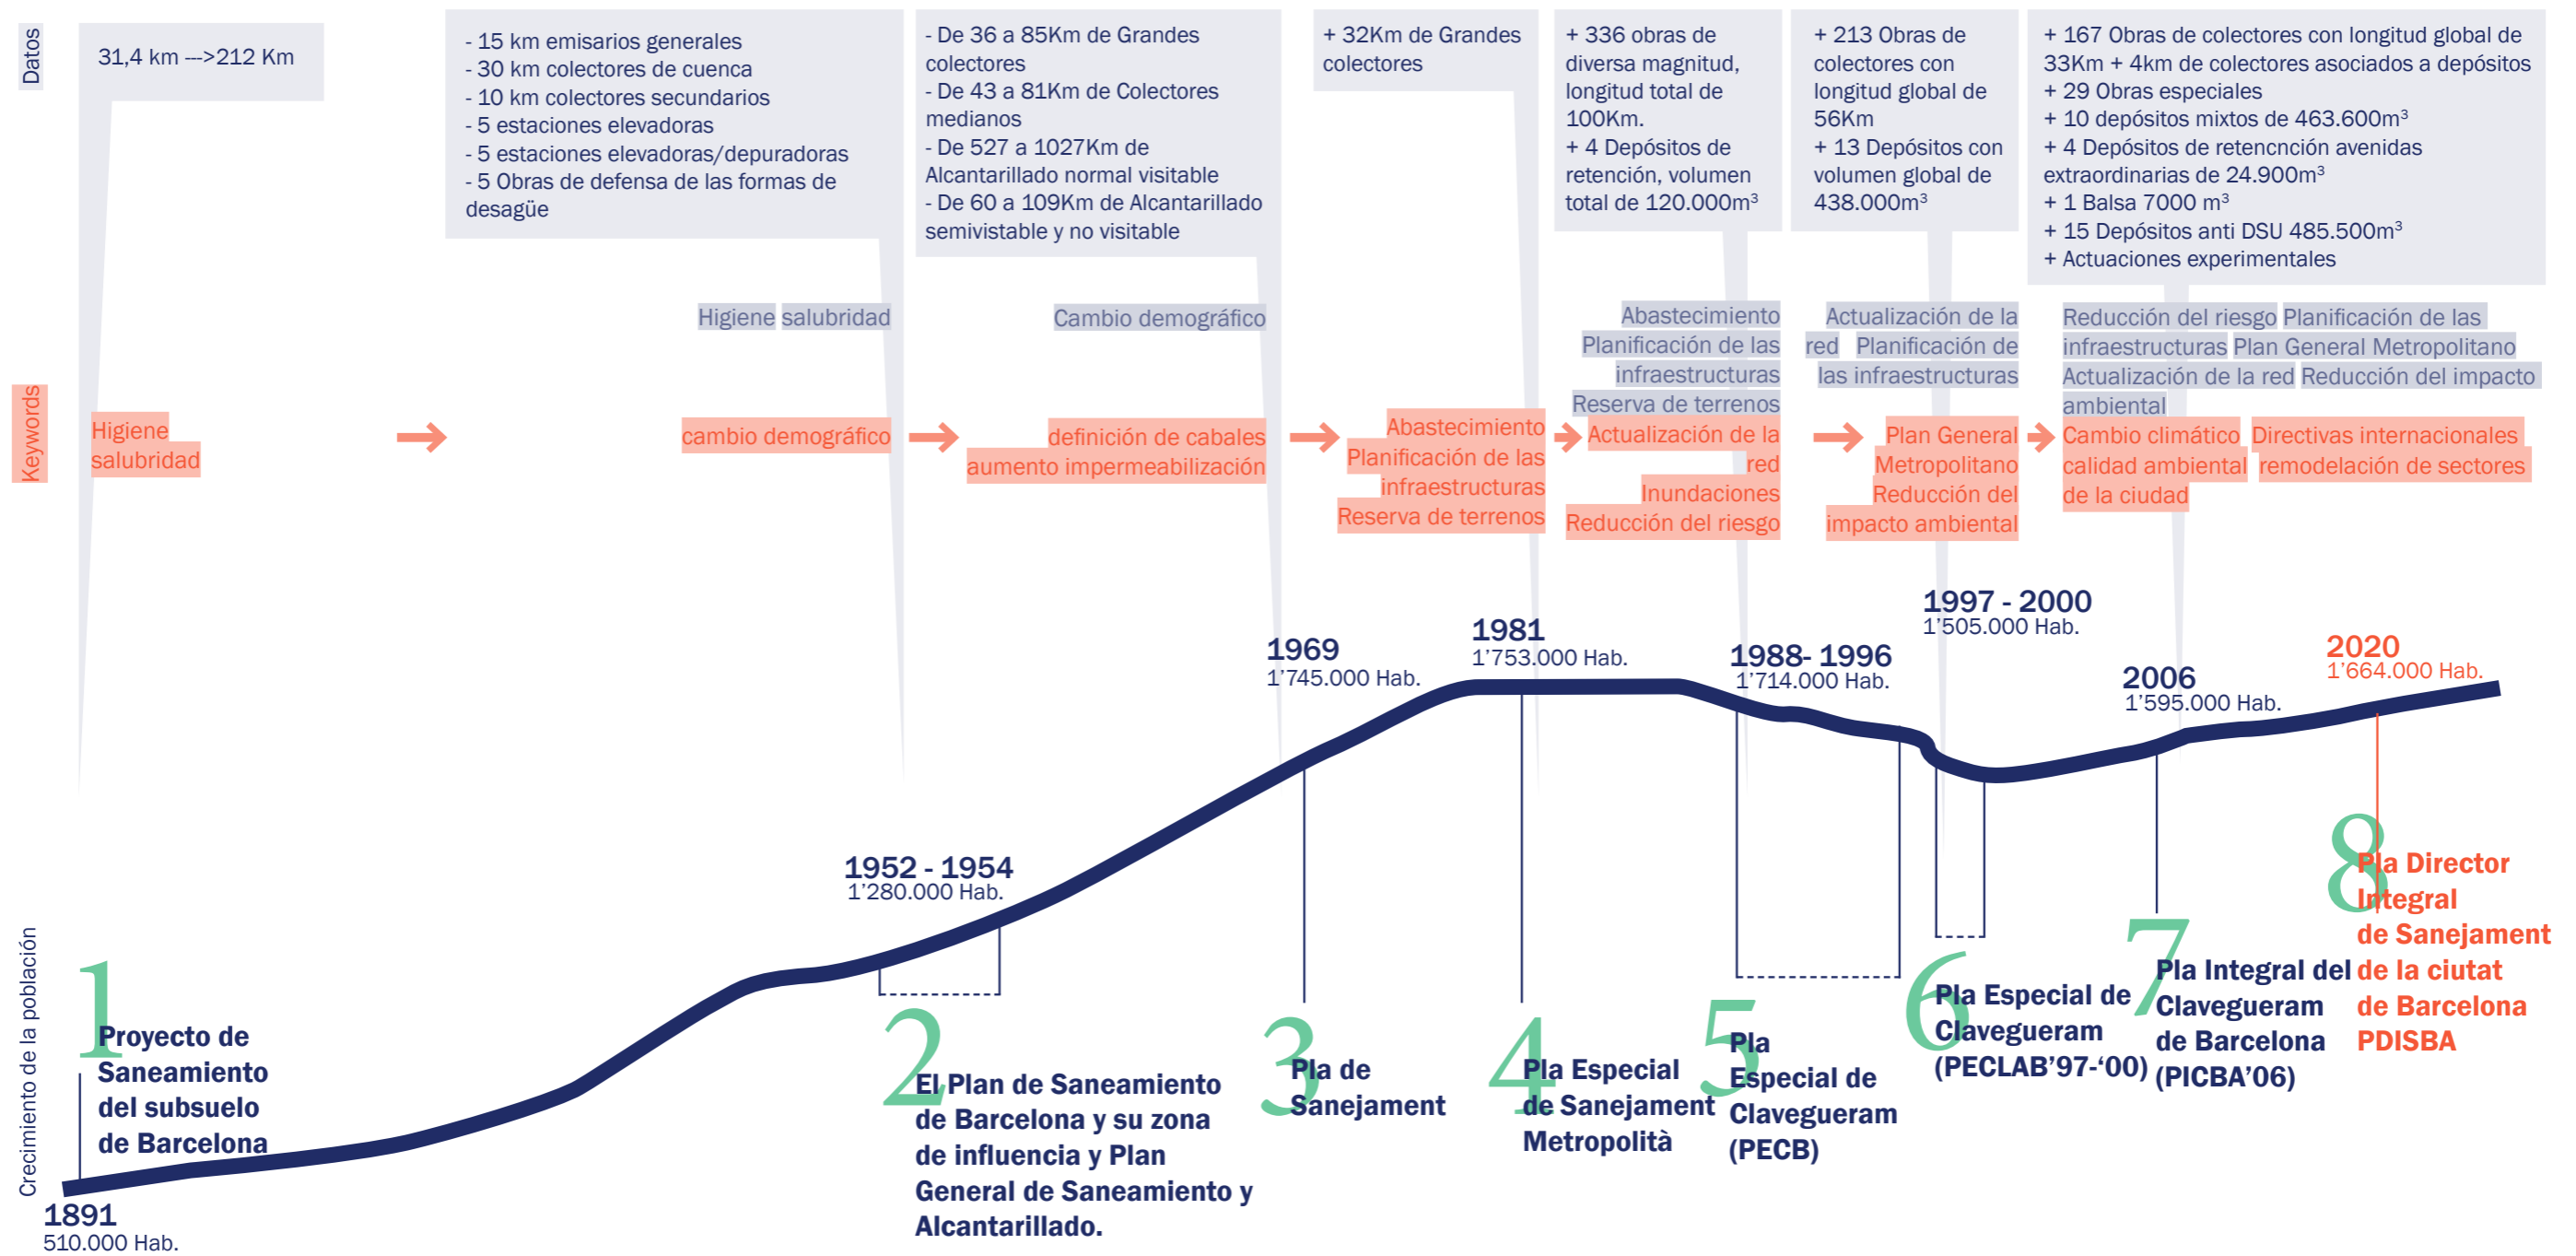 Datos
31,4 km --->212 Km
- 15 km emisarios generales
- 30 km colectores de cuenca
- 10 km colectores secundarios
- 5 estaciones elevadoras
- 5 estaciones elevadoras/depuradoras
- 5 Obras de defensa de las formas de
desagüe
- De 36 a 85Km de Grandes
colectores
- De 43 a 81Km de Colectores
medianos
- De 527 a 1027Km de
Alcantarillado normal visitable
- De 60 a 109Km de Alcantarillado
semivistable y no visitable
+ 32Km de Grandes
colectores
+ 336 obras de
diversa magnitud,
longitud total de
100Km.
+ 4 Depósitos de
retención, volumen
total de 120.000m³
+ 213 Obras de
colectores con
longitud global de
56Km
+ 13 Depósitos con
volumen global de
438.000m³
+ 167 Obras de colectores con longitud global de
33Km + 4km de colectores asociados a depósitos
+ 29 Obras especiales
+ 10 depósitos mixtos de 463.600m³
+ 4 Depósitos de retencnción avenidas
extraordinarias de 24.900m³
+ 1 Balsa 7000 m³
+ 15 Depósitos anti DSU 485.500m³
+ Actuaciones experimentales
Keywords
Higiene
salubridad
Higiene salubridad
cambio demográfico
Cambio demográfico
definición de cabales
aumento impermeabilización
Abastecimiento
Planificación de las
infraestructuras
Reserva de terrenos
Abastecimiento
Planificación de las
infraestructuras
Reserva de terrenos
Actualización de la
red
Inundaciones
Reducción del riesgo
Actualización de la
red Planificación de
las infraestructuras
Plan General
Metropolitano
Reducción del
impacto ambiental
Reducción del riesgo Planificación de las
infraestructuras Plan General Metropolitano
Actualización de la red Reducción del impacto
ambiental
Cambio climático Directivas internacionales
calidad ambiental remodelación de sectores
de la ciudad
Crecimiento de la población
1891
510.000 Hab.
1952 - 1954
1'280.000 Hab.
1969
1'745.000 Hab.
1981
1'753.000 Hab.
1988- 1996
1'714.000 Hab.
1997 - 2000
1'505.000 Hab.
2006
1'595.000 Hab.
2020
1'664.000 Hab.
1
Proyecto de
Saneamiento
del subsuelo
de Barcelona
2
El Plan de Saneamiento
de Barcelona y su zona
de influencia y Plan
General de Saneamiento y
Alcantarillado.
3
Pla de
Sanejament
4
Pla Especial
de Sanejament
Metropolità
5
Pla
Especial de
Clavegueram
(PECB)
6
Pla Especial de
Clavegueram
(PECLAB'97-'00)
7
Pla Integral del
Clavegueram
de Barcelona
(PICBA'06)
8
Pla Director
Integral
de Sanejament
de la ciutat
de Barcelona
PDISBA